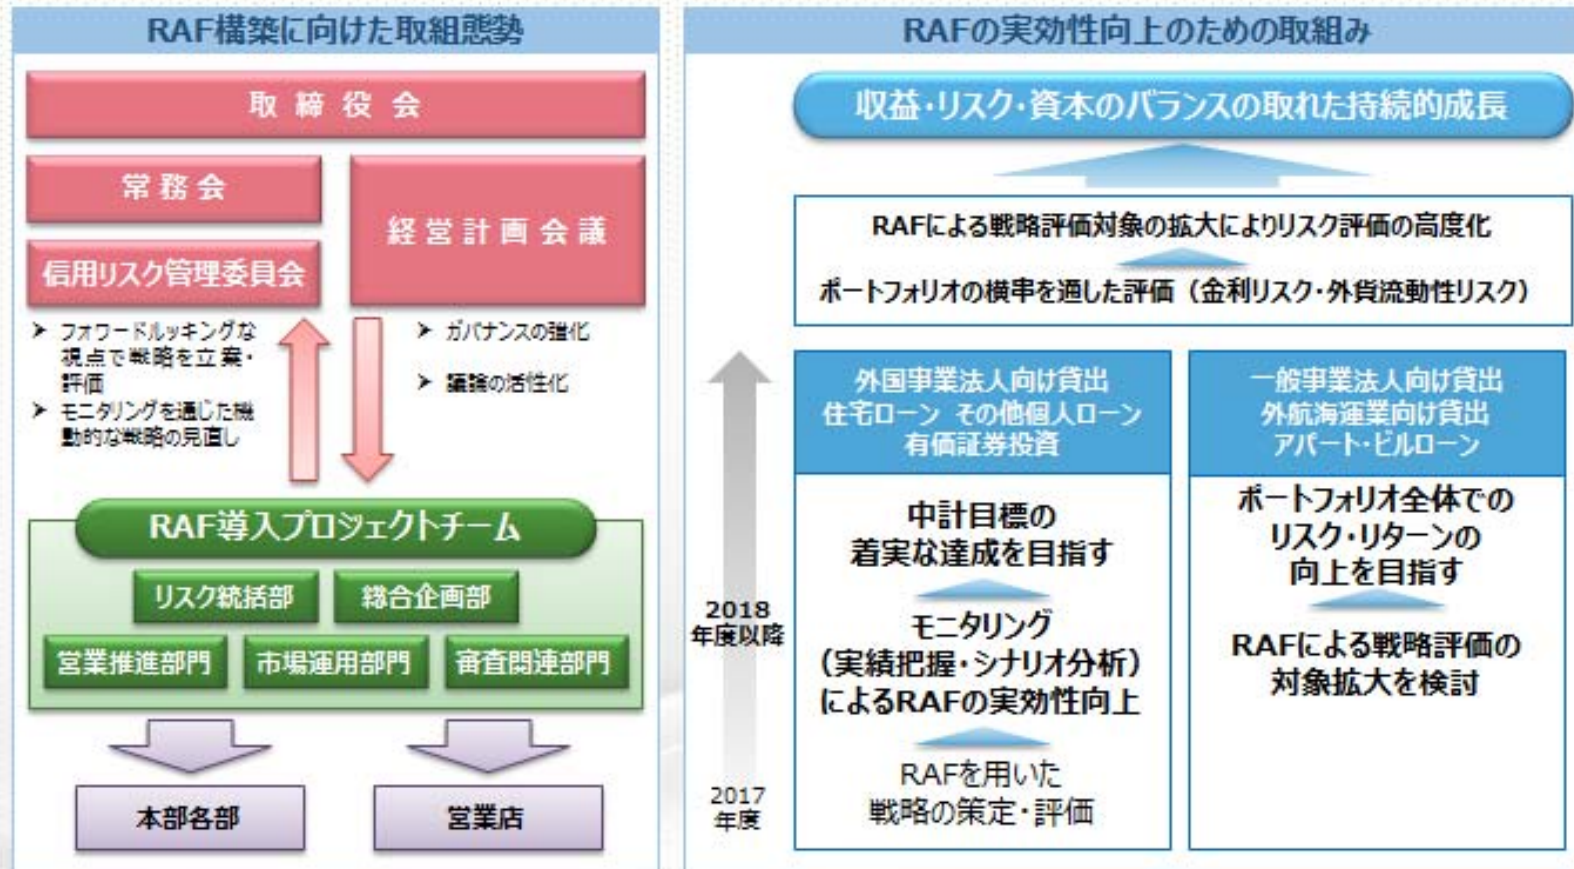 RAF構築に向けた取組態勢
取締役会
常務会
経営計画会議
信用リスク管理委員会
➤ フォワードルッキングな
視点で戦略を立案・
評価
➤ モニタリングを通じた機
動的な戦略の見直し
➤ ガバナンスの強化
➤ 議論の活性化
RAF導入プロジェクトチーム
リスク統括部
総合企画部
営業推進部門
市場運用部門
審査関連部門
本部各部
営業店
RAFの実効性向上のための取組み
収益・リスク・資本のバランスの取れた持続的成長
RAFによる戦略評価対象の拡大によりリスク評価の高度化
ポートフォリオの横串を通した評価（金利リスク・外貨流動性リスク）
2018
年度以降
2017
年度
外国事業法人向け貸出
住宅ローン その他個人ローン
有価証券投資
中計目標の
着実な達成を目指す
モニタリング
（実績把握・シナリオ分析）
によるRAFの実効性向上
RAFを用いた
戦略の策定・評価
一般事業法人向け貸出
外航海運業向け貸出
アパート・ビルローン
ポートフォリオ全体での
リスク・リターンの
向上を目指す
RAFによる戦略評価の
対象拡大を検討